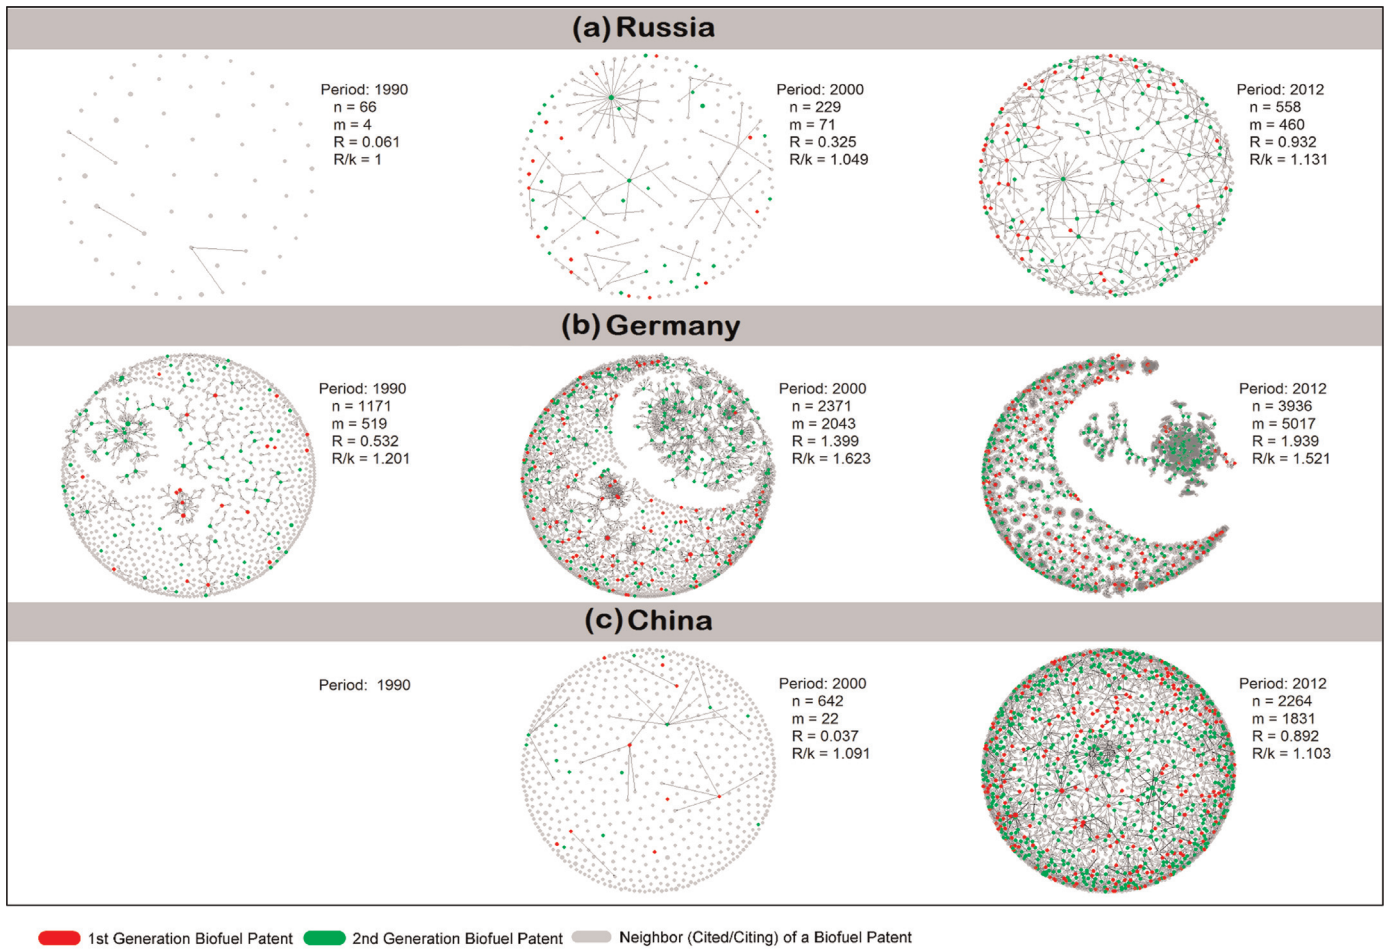 (a) Russia
Period: 1990
n = 66
m = 4
R = 0.061
R/k = 1
Period: 2000
n = 229
m = 71
R = 0.325
R/k = 1.049
Period: 2012
n = 558
m = 460
R = 0.932
R/k = 1.131
(b) Germany
Period: 1990
n = 1171
m = 519
R = 0.532
R/k = 1.201
Period: 2000
n = 2371
m = 2043
R = 1.399
R/k = 1.623
Period: 2012
n = 3936
m = 5017
R = 1.939
R/k = 1.521
(c) China
Period: 1990
Period: 2000
n = 642
m = 22
R = 0.037
R/k = 1.091
Period: 2012
n = 2264
m = 1831
R = 0.892
R/k = 1.103
1st Generation Biofuel Patent 2nd Generation Biofuel Patent Neighbor (Cited/Citing) of a Biofuel Patent